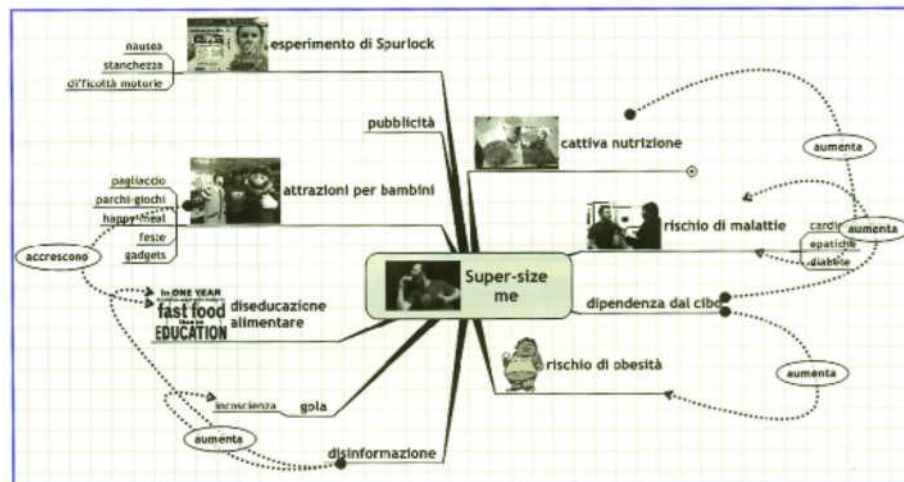 nausea
stanchezza
difficoltà motorie
esperimento di Spurlock
pubblicità
pagliaccio
parchi-giochi
happy meal
feste
gadgets
attrazioni per bambini
accrescono
In ONE YEAR
fast food
EDUCATION
diseducazione
alimentare
incoscienza
gola
aumenta
disinformazione
Super-size
me
cattiva nutrizione
aumenta
rischio di malattie
epatiche
diabete
aumenta
dipendenza dal cibo
rischio di obesità
aumenta